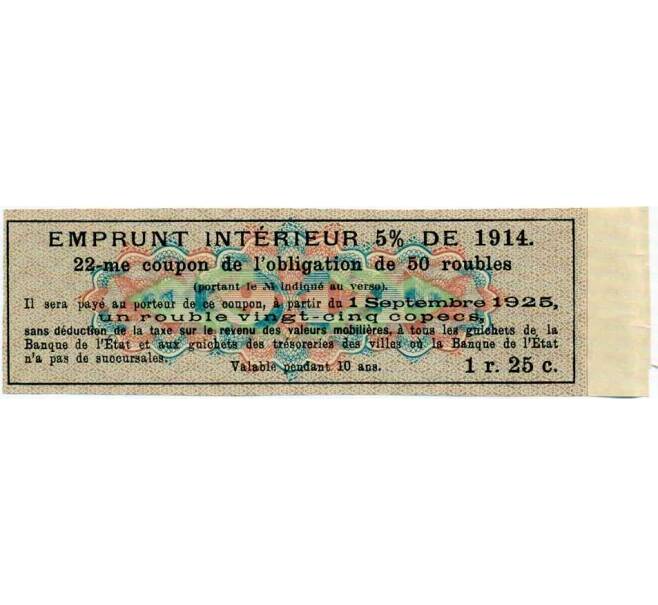 EMPRUNT INTÉRIEUR 5% DE 1914.
22-me coupon de l'obligation de 50 roubles
(portant le № indiqué au verso).
Il sera payé au porteur de ce coupon, à partir du 1 Septembre 1925,
un rouble vingt-cinq copecs,
sans déduction de la taxe sur le revenu des valeurs mobilières, à tous les guichets de la
Banque de l'État et aux guichets des trésoreries des villes où la Banque de l'État
n'a pas de succursales.
Valable pendant 10 ans.
1 r. 25 c.